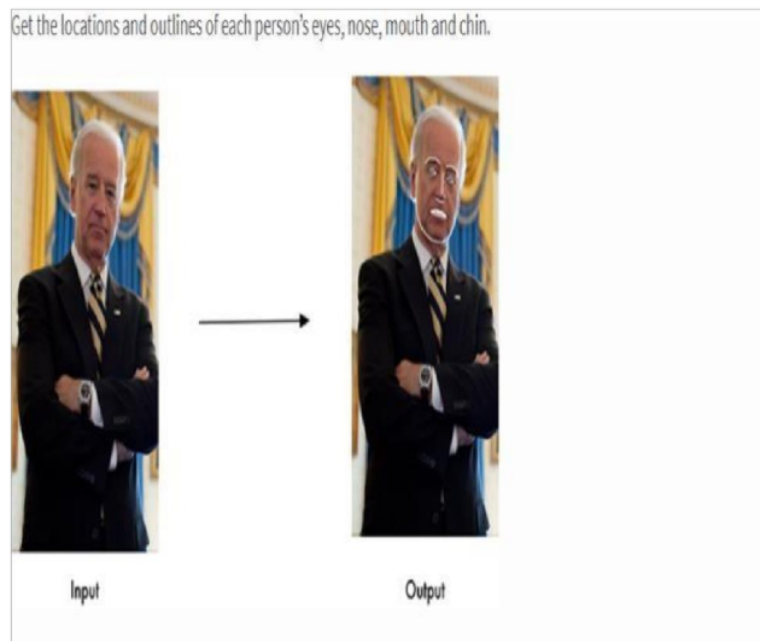 Get the locations and outlines of each person's eyes, nose, mouth and chin.
Input
Output